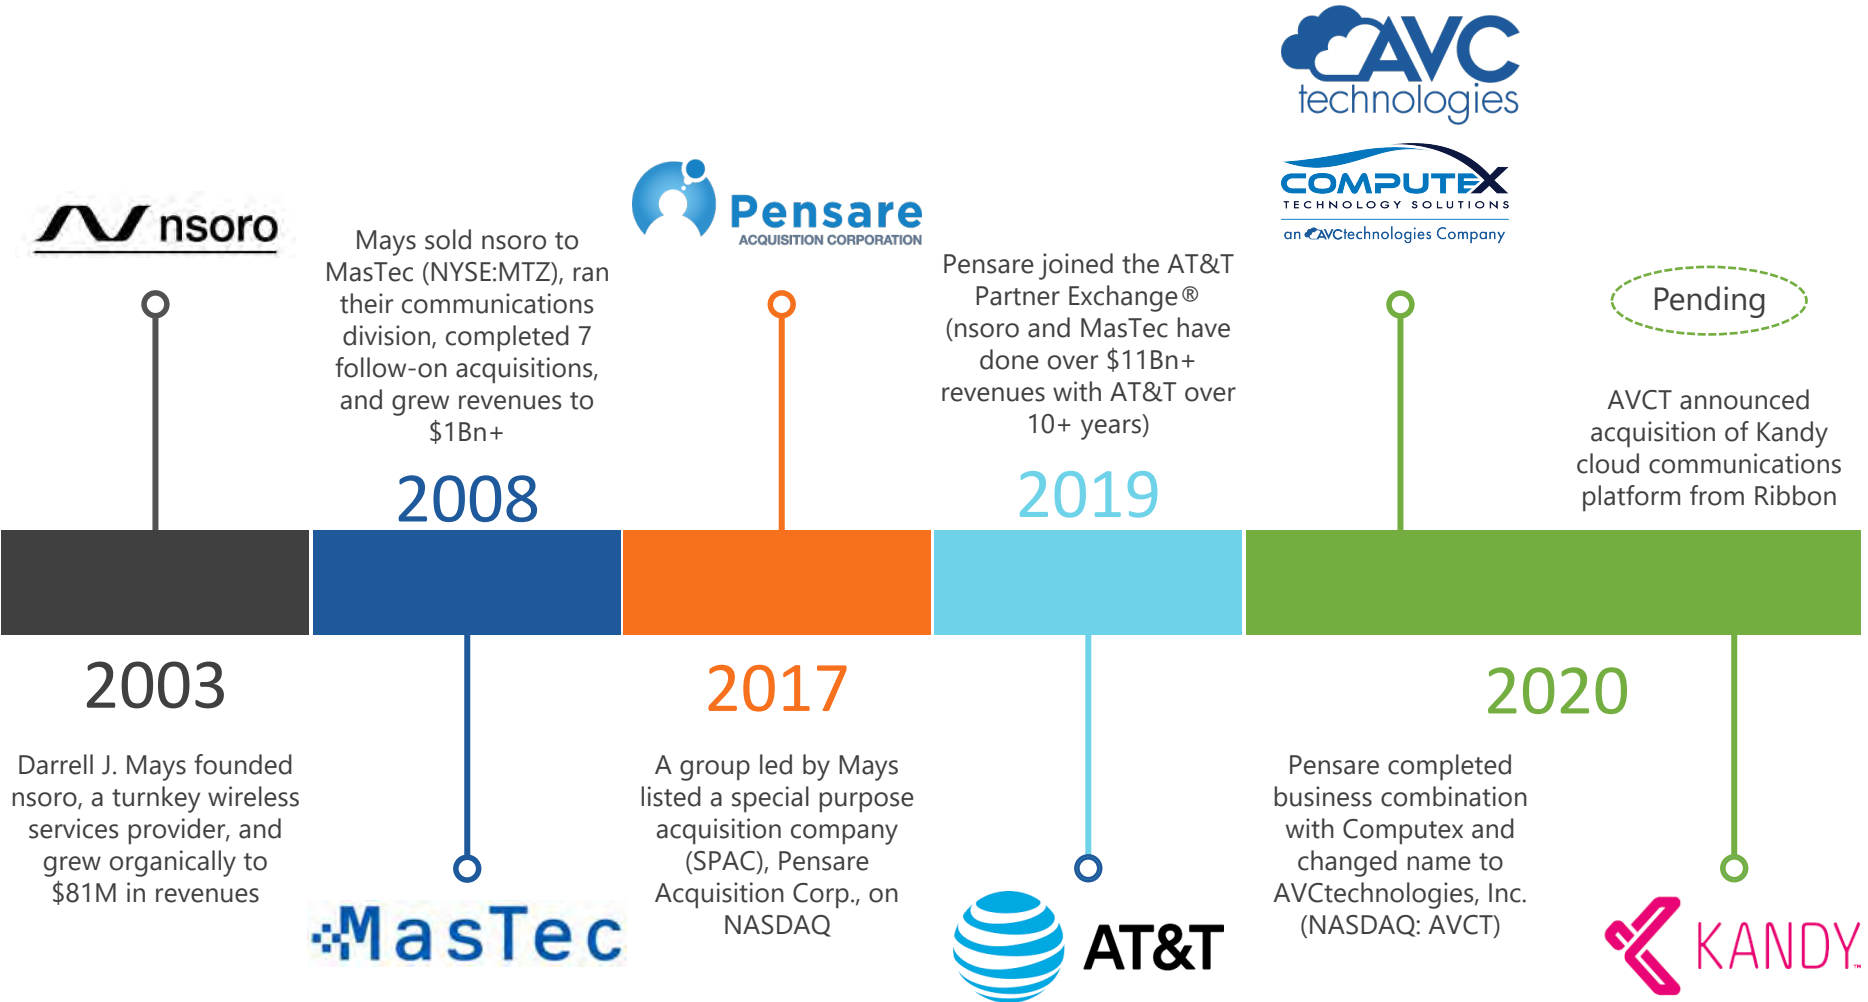 nsoro
2003
Darrell J. Mays founded
nsoro, a turnkey wireless
services provider, and
grew organically to
$81M in revenues
Mays sold nsoro to
MasTec (NYSE:MTZ), ran
their communications
division, completed 7
follow-on acquisitions,
and grew revenues to
$1Bn+
2008
MasTec
Pensare
ACQUISITION CORPORATION
2017
A group led by Mays
listed a special purpose
acquisition company
(SPAC), Pensare
Acquisition Corp., on
NASDAQ
Pensare joined the AT&T
Partner Exchange®
(nsoro and MasTec have
done over $11Bn+
revenues with AT&T over
10+ years)
2019
AT&T
AVC
technologies
COMPUTEX
TECHNOLOGY SOLUTIONS
an AVCtechnologies Company
2020
Pensare completed
business combination
with Computex and
changed name to
AVCtechnologies, Inc.
(NASDAQ: AVCT)
Pending
AVCT announced
acquisition of Kandy
cloud communications
platform from Ribbon
KANDY™